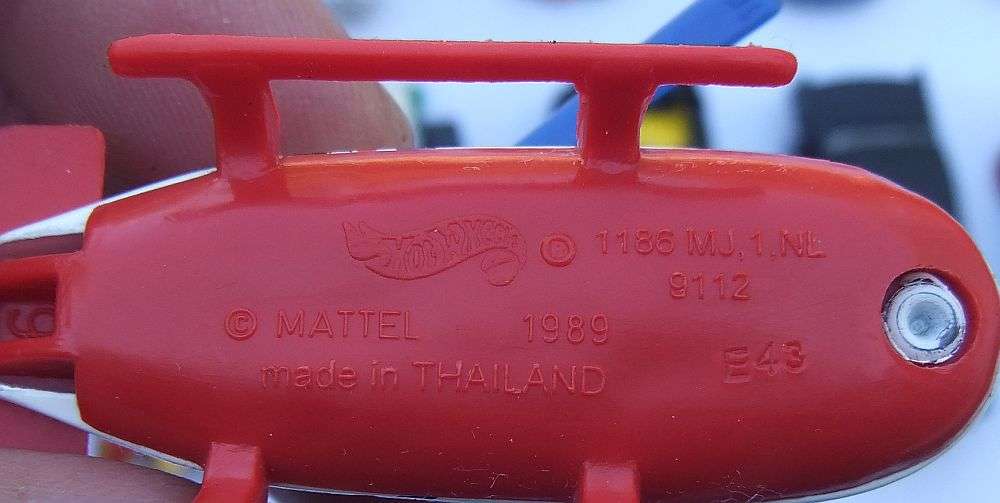 Hot Wheels © 1186 MJ,1,NL
9112
© MATTEL 1989
made in THAILAND E43